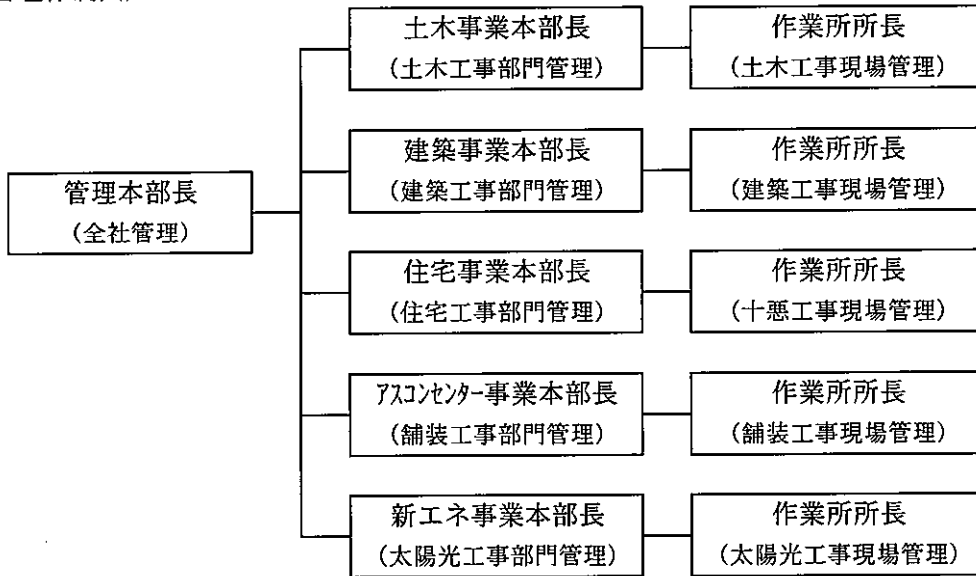 土木事業本部長
(土木工事部門管理)
作業所所長
(土木工事現場管理)
建築事業本部長
(建築工事部門管理)
作業所所長
(建築工事現場管理)
管理本部長
(全社管理)
住宅事業本部長
(住宅工事部門管理)
作業所所長
(十悪工事現場管理)
アスコンセンター事業本部長
(舗装工事部門管理)
作業所所長
(舗装工事現場管理)
新エネ事業本部長
(太陽光工事部門管理)
作業所所長
(太陽光工事現場管理)